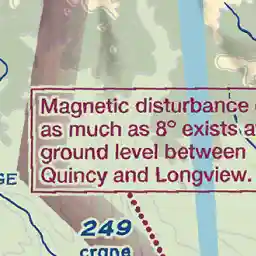 Magnetic disturbance
as much as 8° exists
ground level between
Quincy and Longview.
249
crane